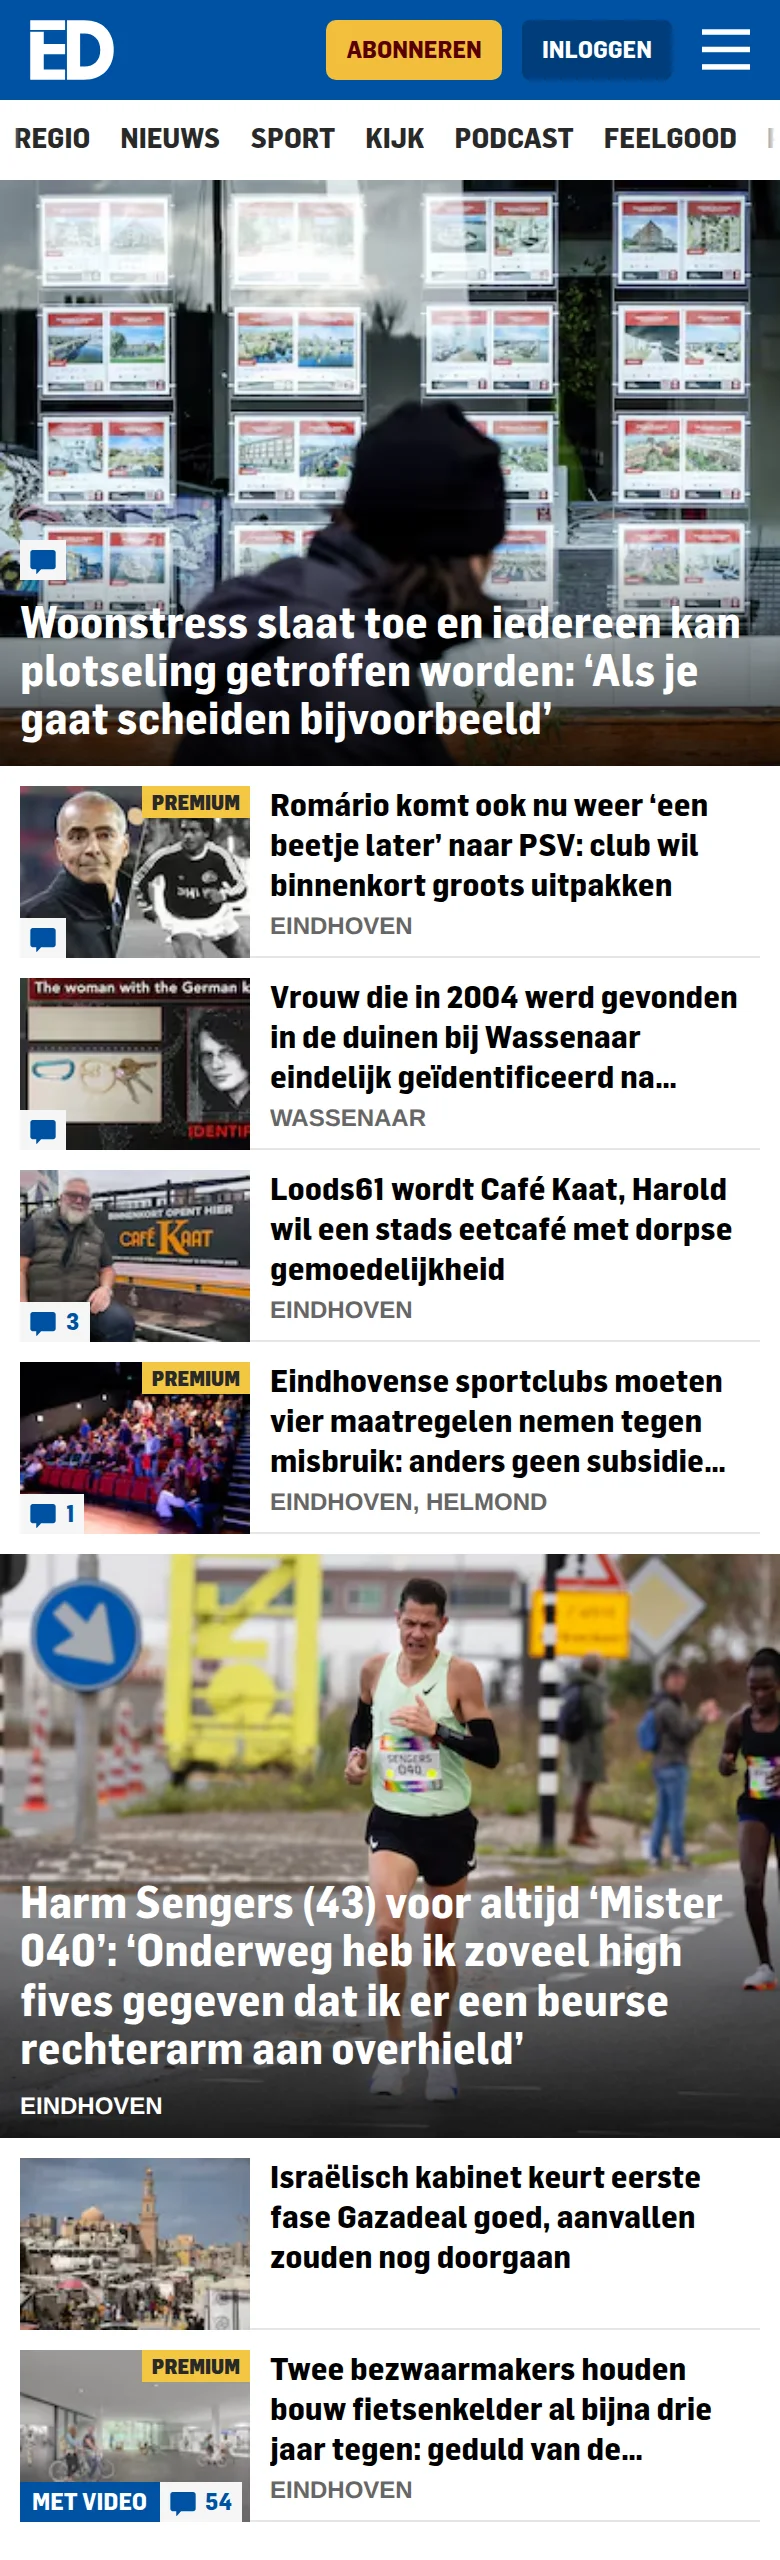 ED
ABONNEREN
INLOGGEN
REGIO NIEUWS SPORT KIJK PODCAST FEELGOOD
Woonstress slaat toe en iedereen kan
plotseling getroffen worden: ‘Als je
gaat scheiden bijvoorbeeld’
PREMIUM
Romário komt ook nu weer ‘een
beetje later’ naar PSV: club wil
binnenkort groots uitpakken
EINDHOVEN
The woman with the German k
IDENTIF
Vrouw die in 2004 werd gevonden
in de duinen bij Wassenaar
eindelijk geïdentificeerd na...
WASSENAAR
BINNENKORT OPENT HIER
CAFÉ KAAT
3
Loods61 wordt Café Kaat, Harold
wil een stads eetcafé met dorpse
gemoedelijkheid
EINDHOVEN
PREMIUM
1
Eindhovense sportclubs moeten
vier maatregelen nemen tegen
misbruik: anders geen subsidie...
EINDHOVEN, HELMOND
SENGERS
040
Harm Sengers (43) voor altijd ‘Mister
040’: ‘Onderweg heb ik zoveel high
fives gegeven dat ik er een beurse
rechterarm aan overhield’
EINDHOVEN
Israëlisch kabinet keurt eerste
fase Gazadeal goed, aanvallen
zouden nog doorgaan
PREMIUM
MET VIDEO
54
Twee bezwaarmakers houden
bouw fietsenkelder al bijna drie
jaar tegen: geduld van de...
EINDHOVEN